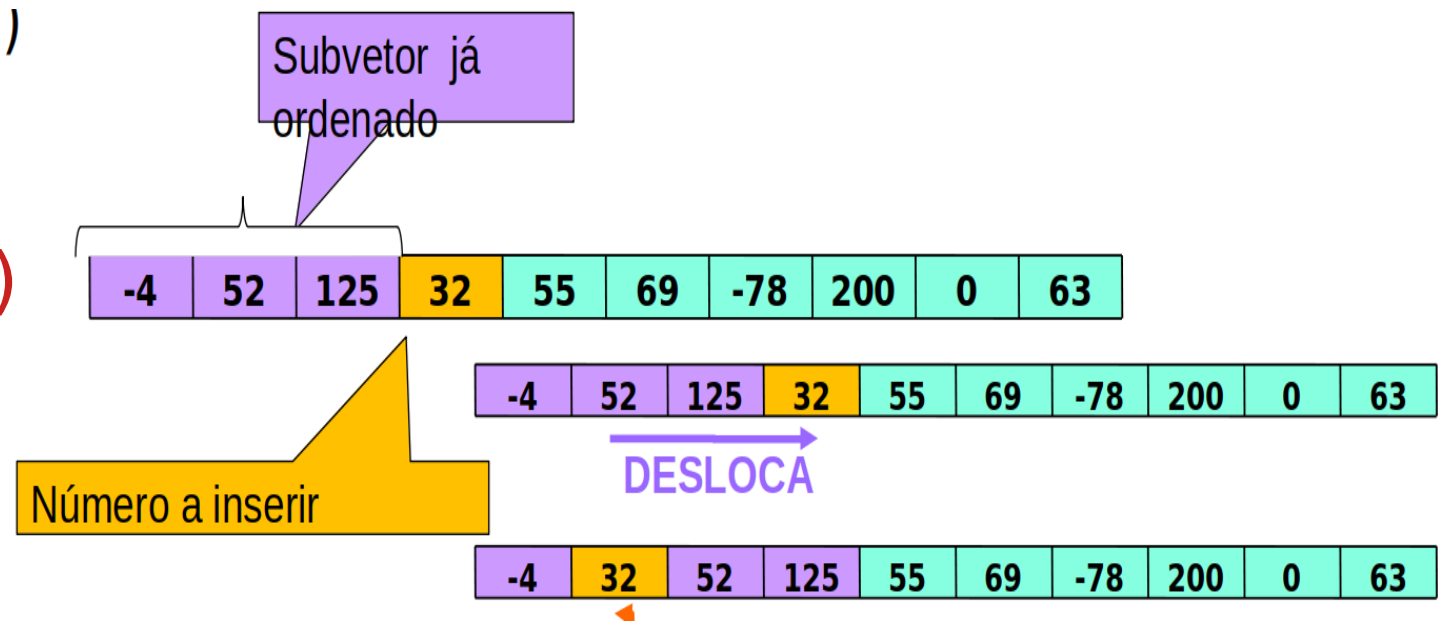 )
Subvetor já
ordenado
)
-4 52 125 32 55 69 -78 200 0 63
-4 52 125 32 55 69 -78 200 0 63
DESLOCA
Número a inserir
-4 32 52 125 55 69 -78 200 0 63